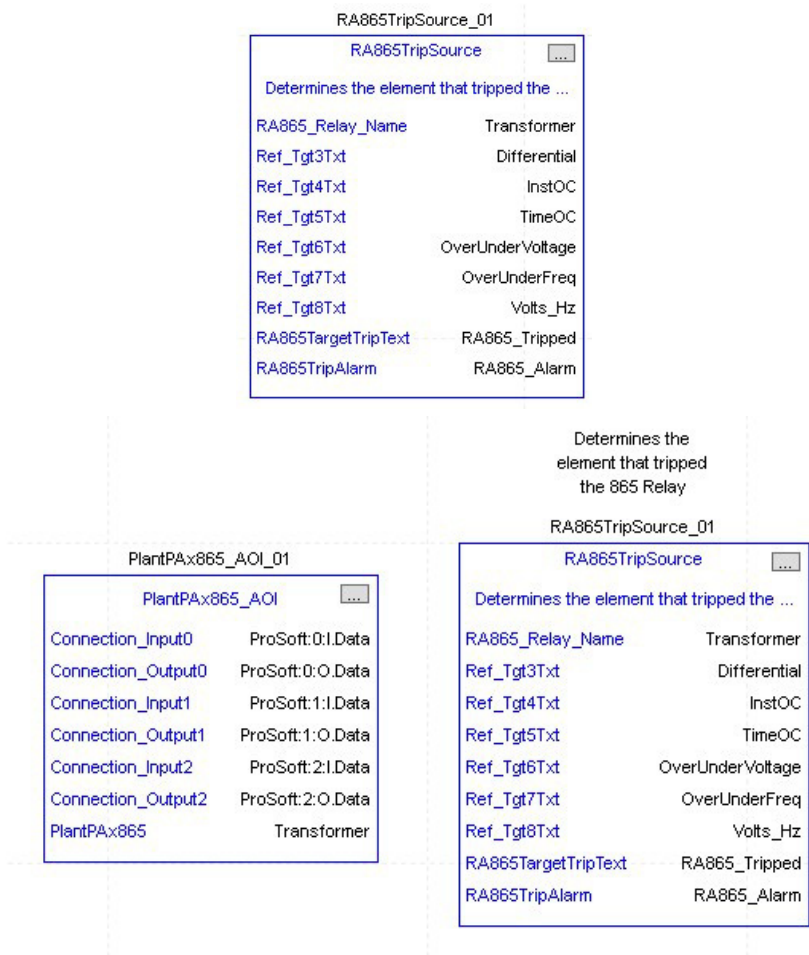 RA865TripSource_01
RA865TripSource ...
Determines the element that tripped the ...
RA865_Relay_Name Transformer
Ref_Tgt3Txt Differential
Ref_Tgt4Txt InstOC
Ref_Tgt5Txt TimeOC
Ref_Tgt6Txt OverUnderVoltage
Ref_Tgt7Txt OverUnderFreq
Ref_Tgt8Txt Volts_Hz
RA865TargetTripText RA865_Tripped
RA865TripAlarm RA865_Alarm
PlantPAx865_AOI_01
PlantPAx865_AOI ...
Connection_Input0 ProSoft:0:I.Data
Connection_Output0 ProSoft:0:O.Data
Connection_Input1 ProSoft:1:I.Data
Connection_Output1 ProSoft:1:O.Data
Connection_Input2 ProSoft:2:I.Data
Connection_Output2 ProSoft:2:O.Data
PlantPAx865 Transformer
Determines the
element that tripped
the 865 Relay
RA865TripSource_01
RA865TripSource ...
Determines the element that tripped the ...
RA865_Relay_Name Transformer
Ref_Tgt3Txt Differential
Ref_Tgt4Txt InstOC
Ref_Tgt5Txt TimeOC
Ref_Tgt6Txt OverUnderVoltage
Ref_Tgt7Txt OverUnderFreq
Ref_Tgt8Txt Volts_Hz
RA865TargetTripText RA865_Tripped
RA865TripAlarm RA865_Alarm